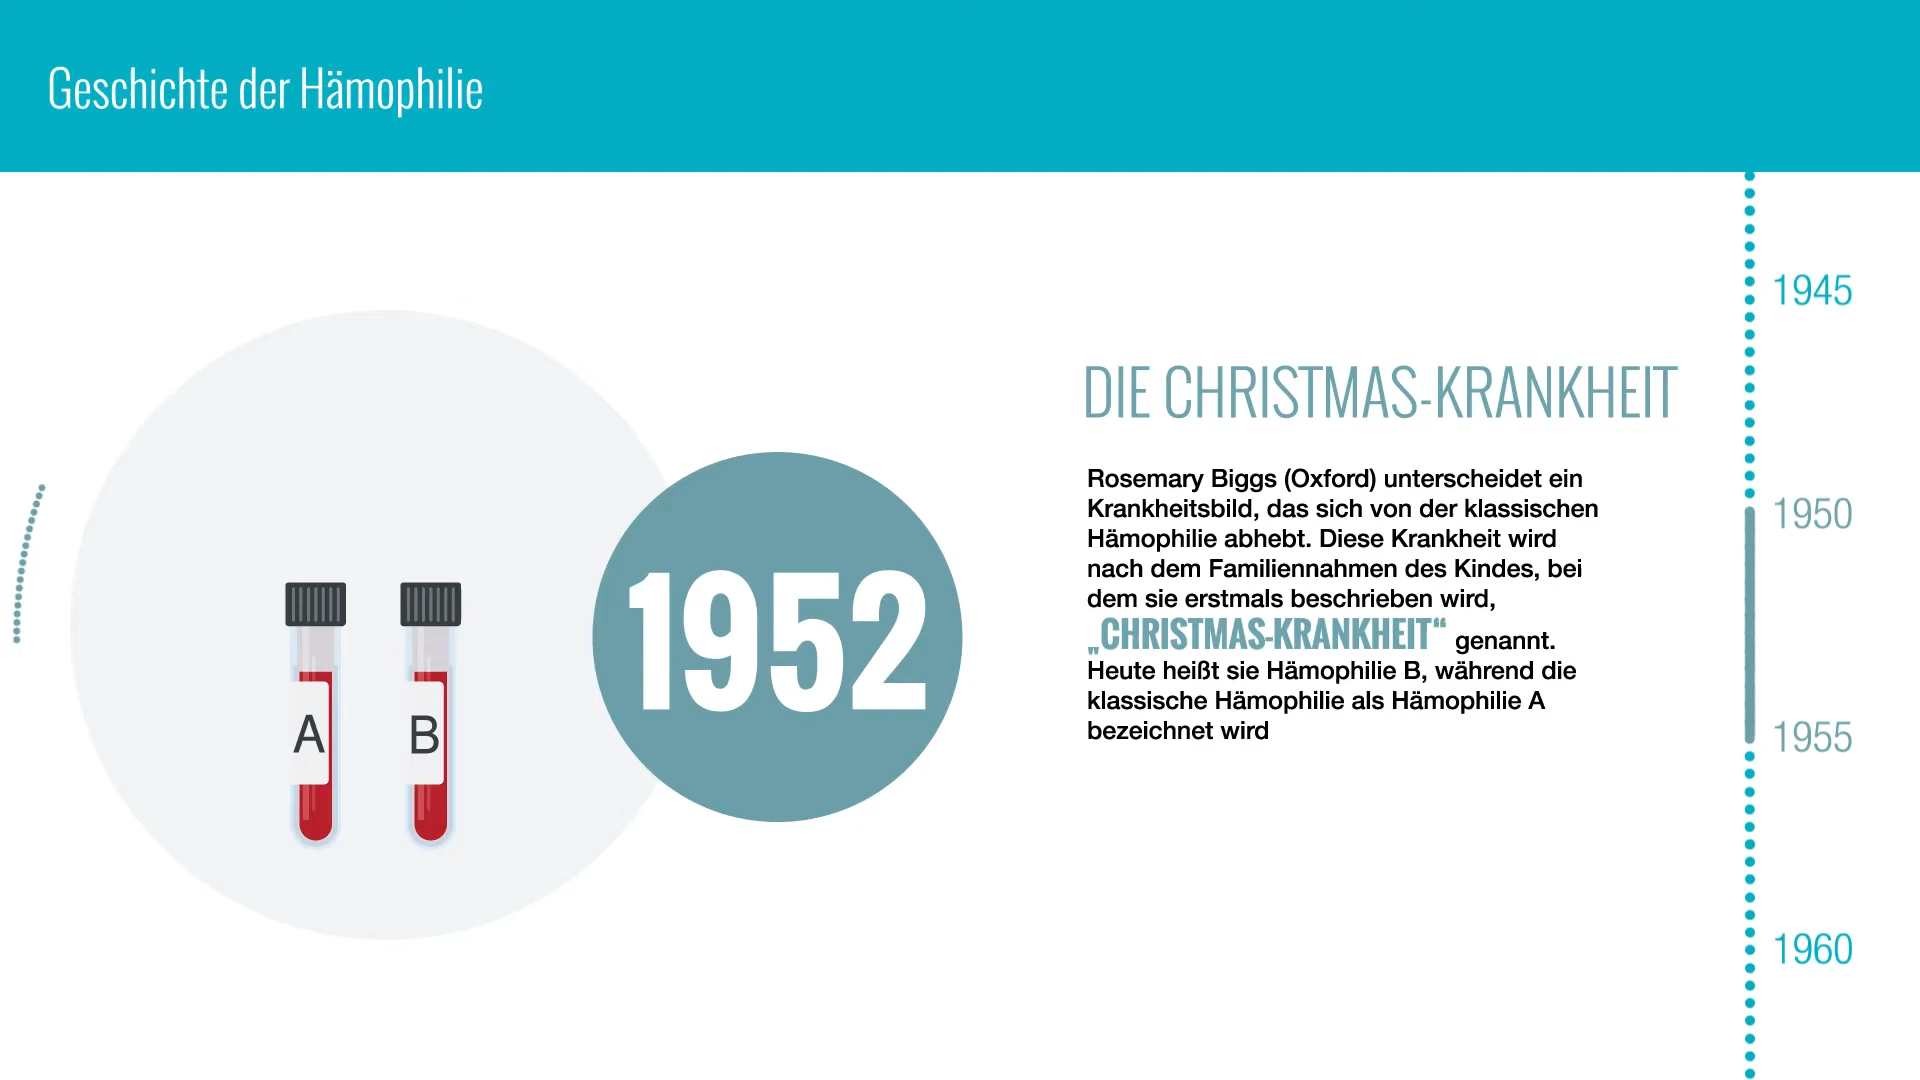 Geschichte der Hämophilie
A
B
1952
DIE CHRISTMAS-KRANKHEIT
Rosemary Biggs (Oxford) unterscheidet ein
Krankheitsbild, das sich von der klassischen
Hämophilie abhebt. Diese Krankheit wird
nach dem Familiennahmen des Kindes, bei
dem sie erstmals beschrieben wird,
„CHRISTMAS-KRANKHEIT“ genannt.
Heute heißt sie Hämophilie B, während die
klassische Hämophilie als Hämophilie A
bezeichnet wird
1945
1950
1955
1960